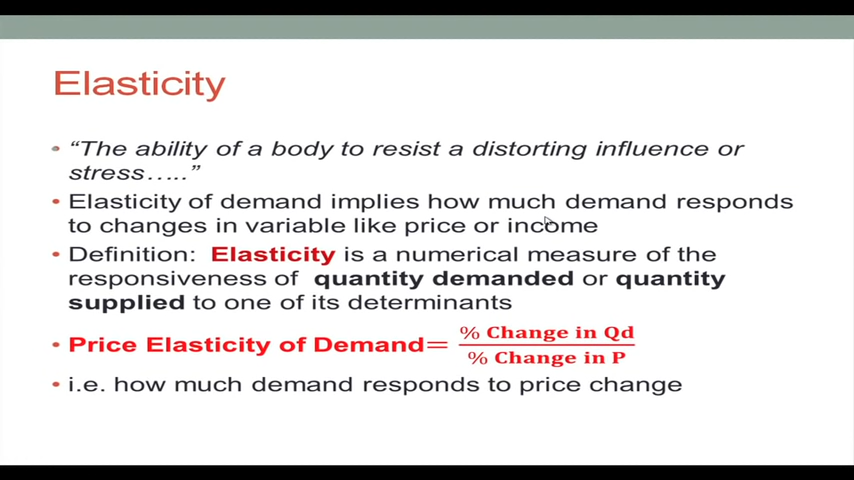 Elasticity
• “The ability of a body to resist a distorting influence or
stress…..”
• Elasticity of demand implies how much demand responds
to changes in variable like price or income
• Definition: Elasticity is a numerical measure of the
responsiveness of quantity demanded or quantity
supplied to one of its determinants
• Price Elasticity of Demand= % Change in Qd
% Change in P
• i.e. how much demand responds to price change